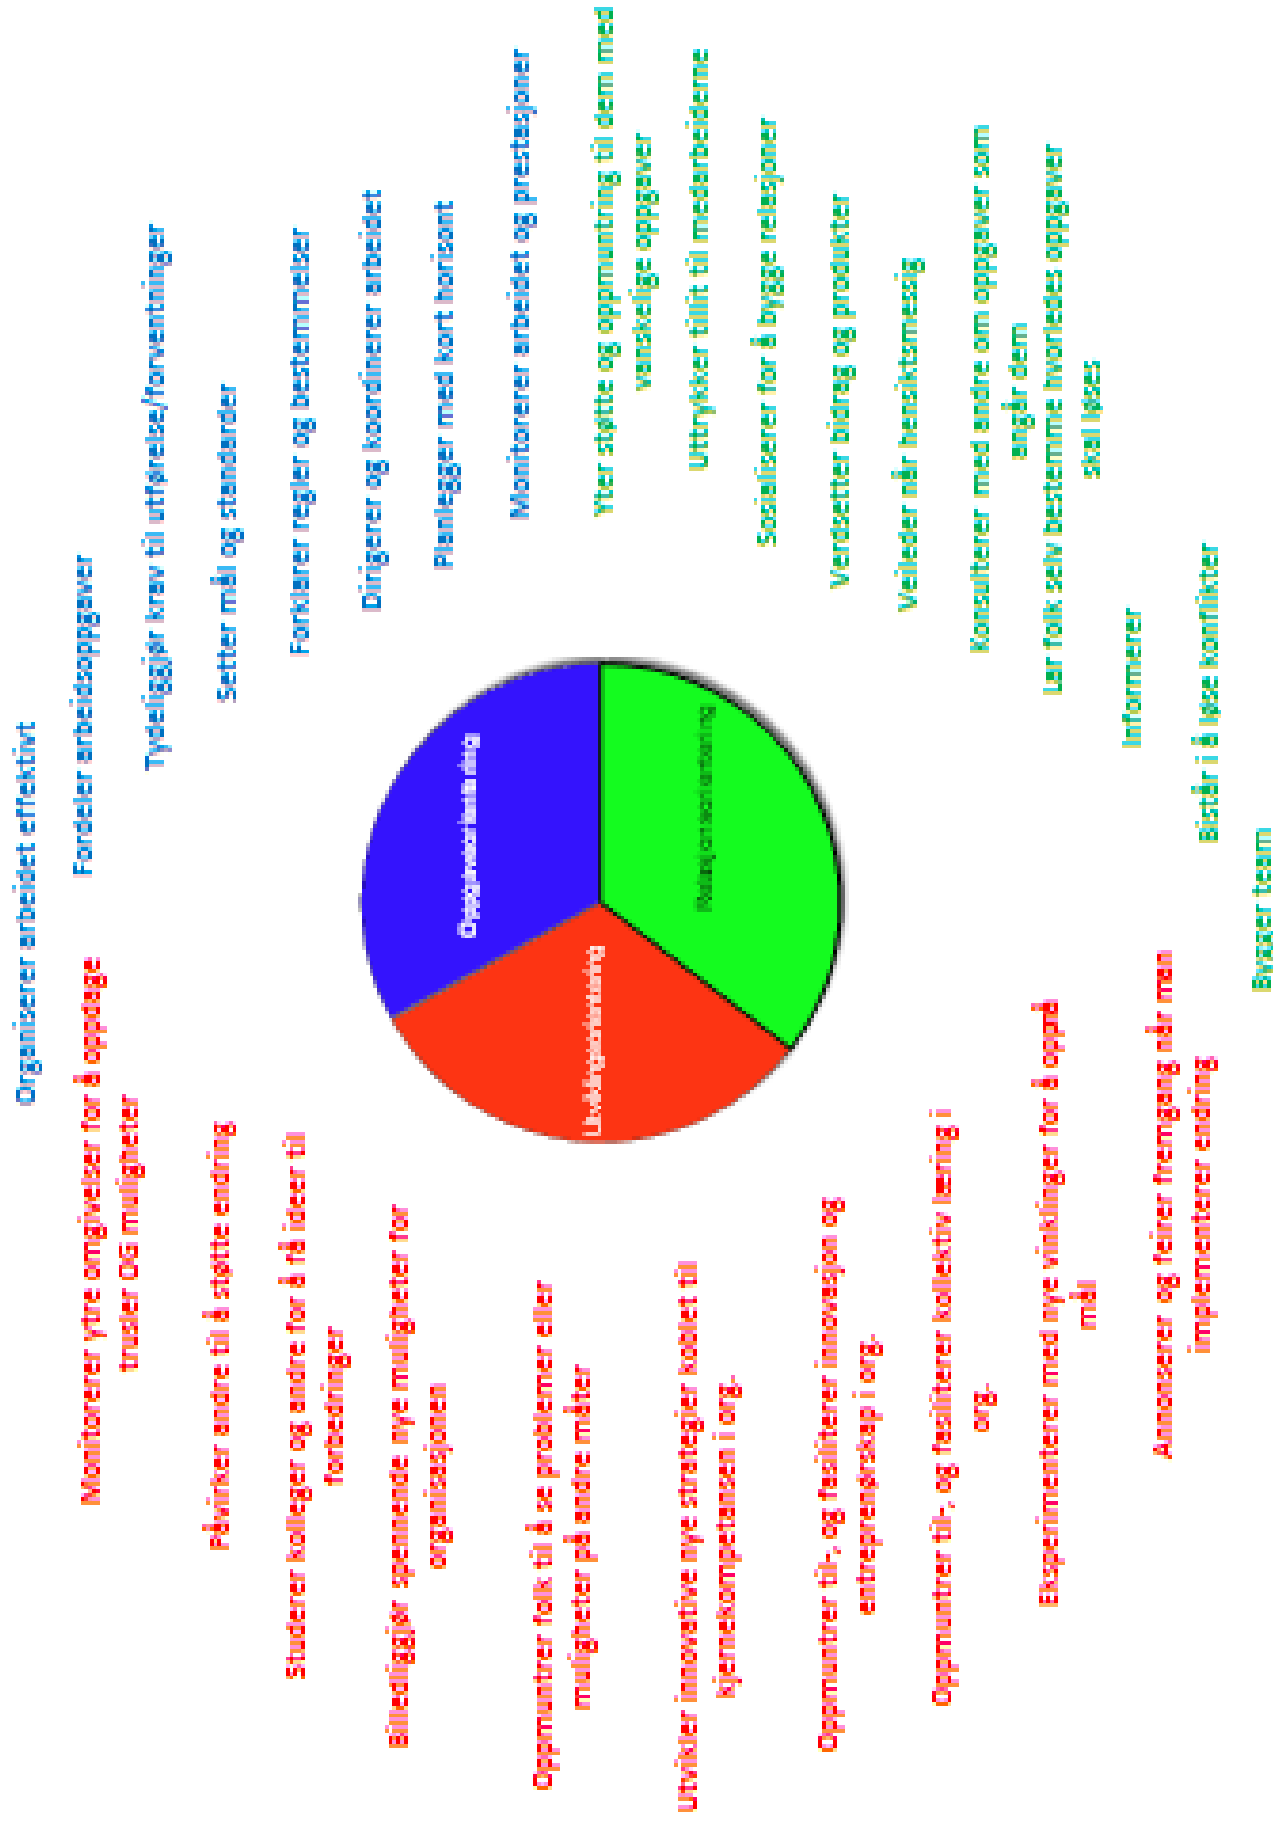 Organiserer arbeidet effektivt
Fordeler arbeidsoppgaver
Tydeliggjør krav til utførelse/forventninger
Setter mål og standarder
Forklarer regler og bestemmelser
Dirigerer og koordinerer arbeidet
Planlegger med kort horisont
Monitorerer arbeidet og prestasjoner
Yter støtte og oppmuntring til dem med
vanskelige oppgaver
Uttrykker tillit til medarbeiderne
Sosialiserer for å bygge relasjoner
Verdsetter bidrag og produkter
Veileder når hensiktsmessig
Konsulterer med andre om oppgaver som
angår dem
Lar folk selv bestemme hvorledes oppgaver
skal løses
Informerer
Bistår i å løse konflikter
Bygger team
Monitorerer ytre omgivelser for å oppdage
trusler OG muligheter
Påvirker andre til å støtte endring
Studerer kolleger og andre for å få ideer til
forbedringer
Billedliggjør spennende nye muligheter for
organisasjonen
Oppmuntrer folk til å se problemer eller
muligheter på andre måter
Utvikler innovative nye strategier koblet til
kjernekompetansen i org.
Oppmuntrer til-, og fasiliterer innovasjon og
entreprenørskap i org.
Oppmuntrer til-, og fasiliterer kollektiv læring i
org.
Eksperimenterer med nye vinklinger for å oppnå
mål
Annonserer og feirer fremgang når man
implementerer endring
Oppgaveorientering
Relasjonsorientering
Utviklingsorientering